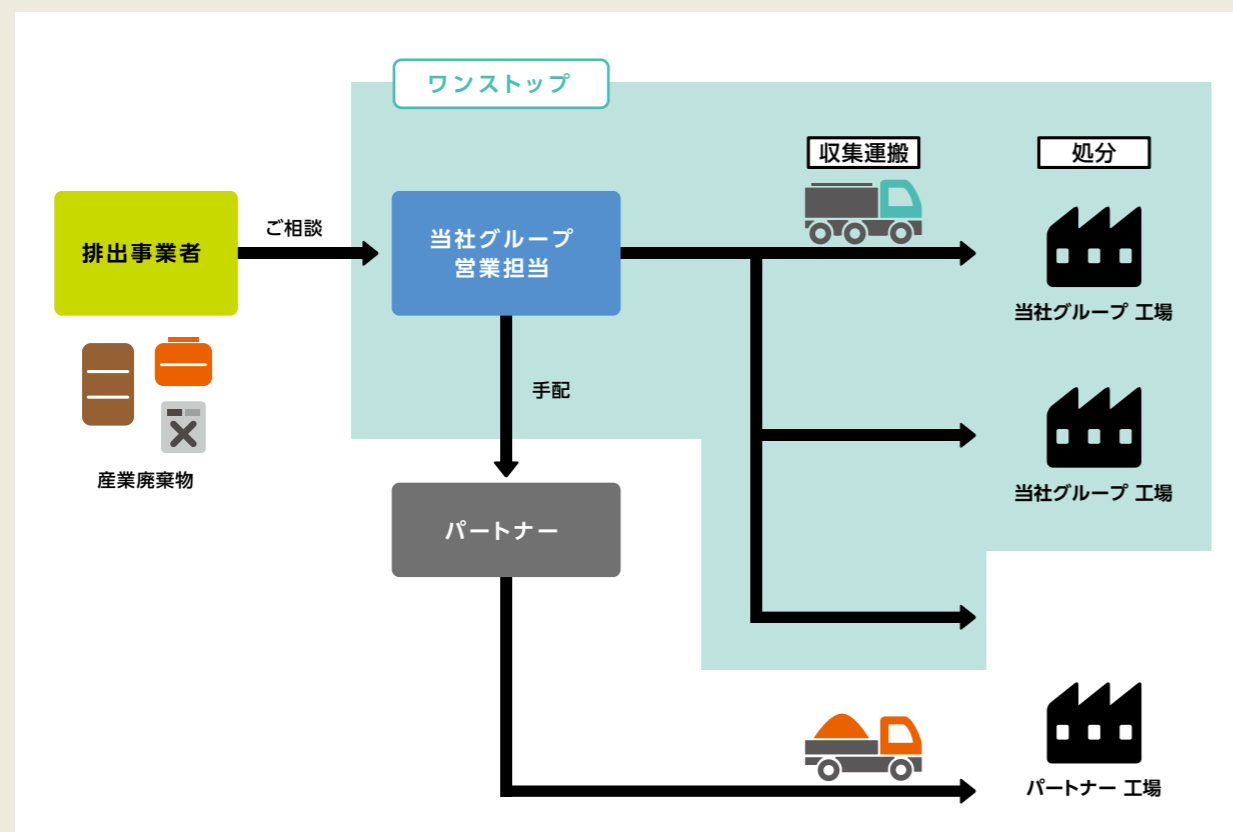 ワンストップ
収集運搬
処分
排出事業者
ご相談
当社グループ
営業担当
当社グループ 工場
手配
産業廃棄物
当社グループ 工場
パートナー
パートナー 工場